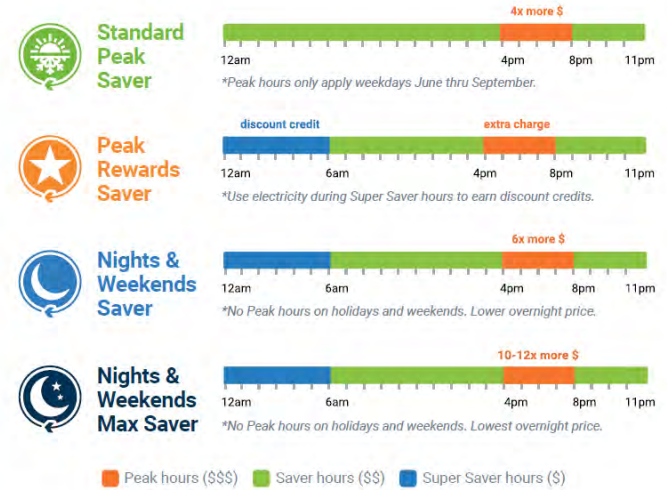 4x more $
Standard
Peak
Saver
12am 4pm 8pm 11pm
*Peak hours only apply weekdays June thru September.
discount credit extra charge
Peak
Rewards
Saver
12am 6am 4pm 8pm 11pm
*Use electricity during Super Saver hours to earn discount credits.
6x more $
Nights &
Weekends
Saver
12am 6am 4pm 8pm 11pm
*No Peak hours on holidays and weekends. Lower overnight price.
10-12x more $
Nights &
Weekends
Max Saver
12am 6am 4pm 8pm 11pm
*No Peak hours on holidays and weekends. Lowest overnight price.
Peak hours ($$$) Saver hours ($$) Super Saver hours ($)